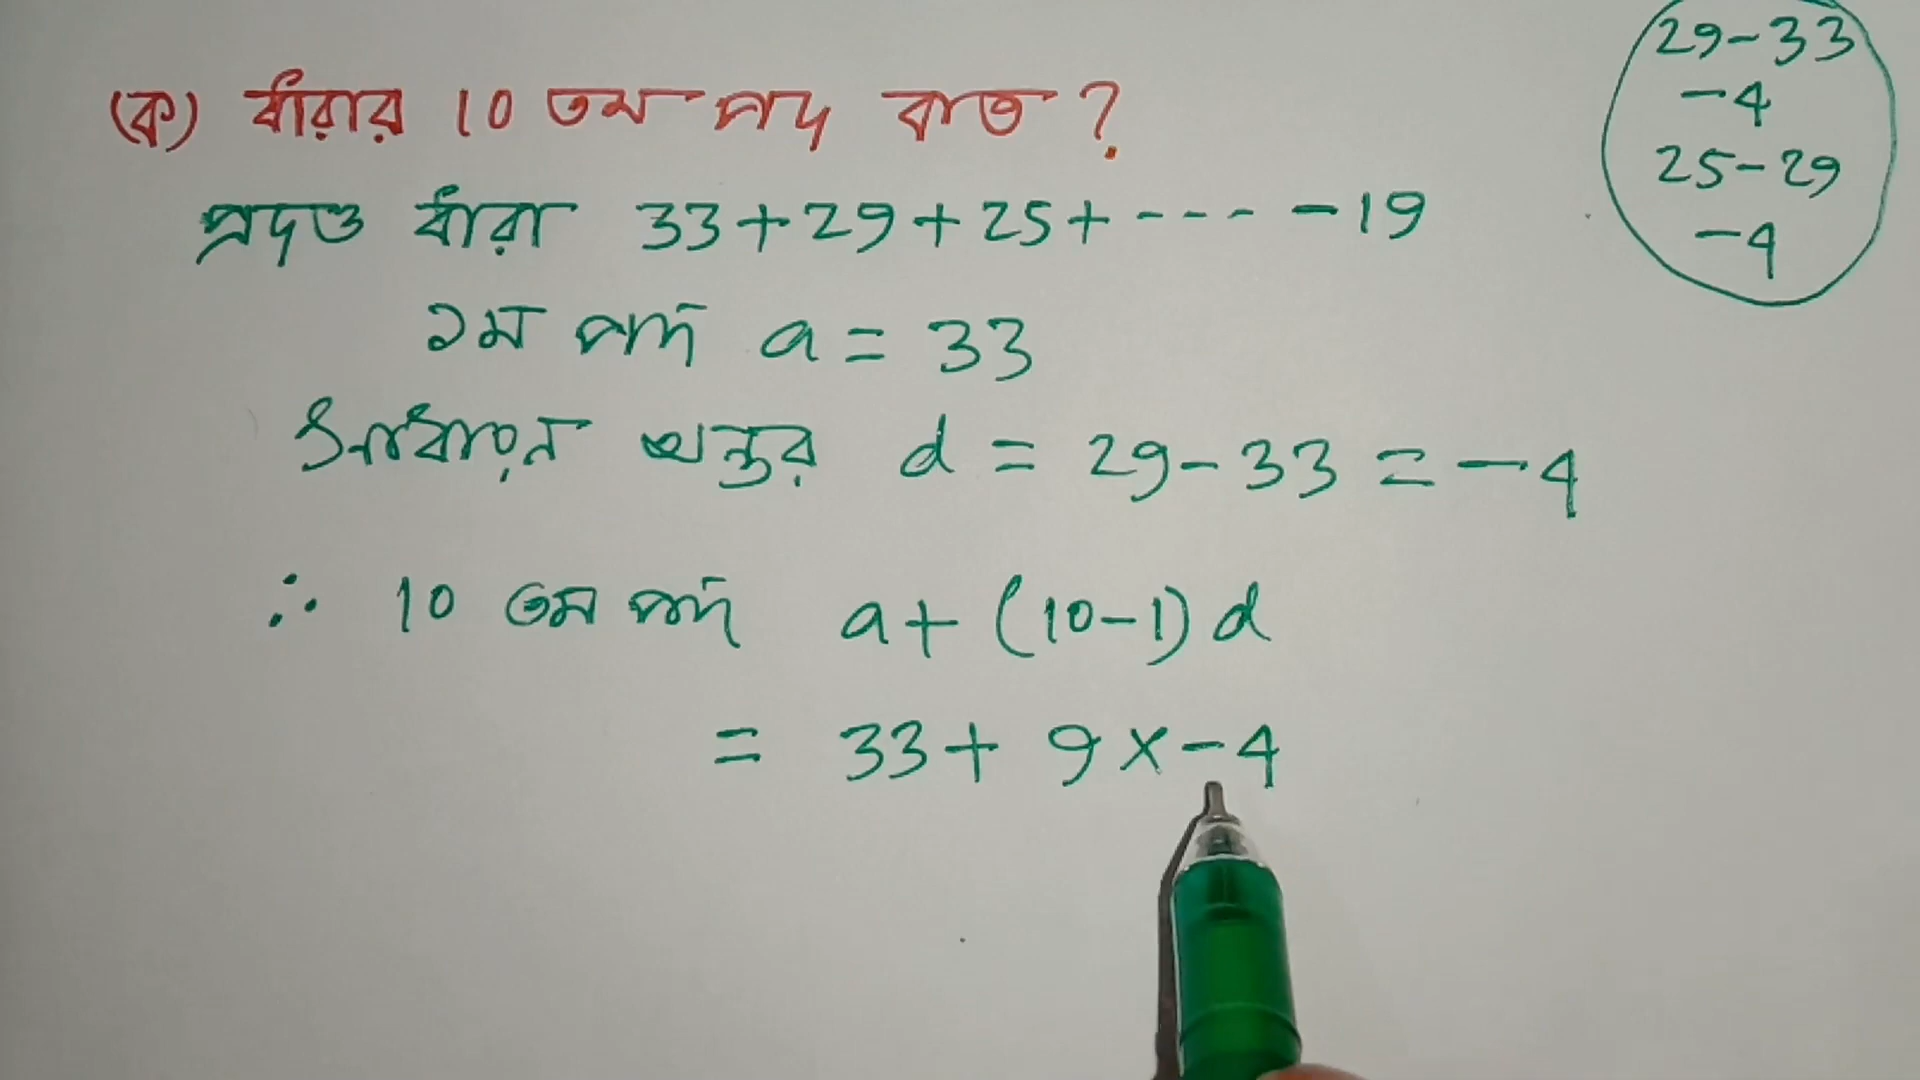 (ক) ধারার 10 তম পদ কত ?
প্রদত্ত ধারা 33+29+25+---- -19
১ম পদ a = 33
সাধারন অন্তর d = 29-33 = -4
∴ 10 তম পদ a+ (10-1) d
= 33+ 9 x -4
29-33
-4
25-29
-4